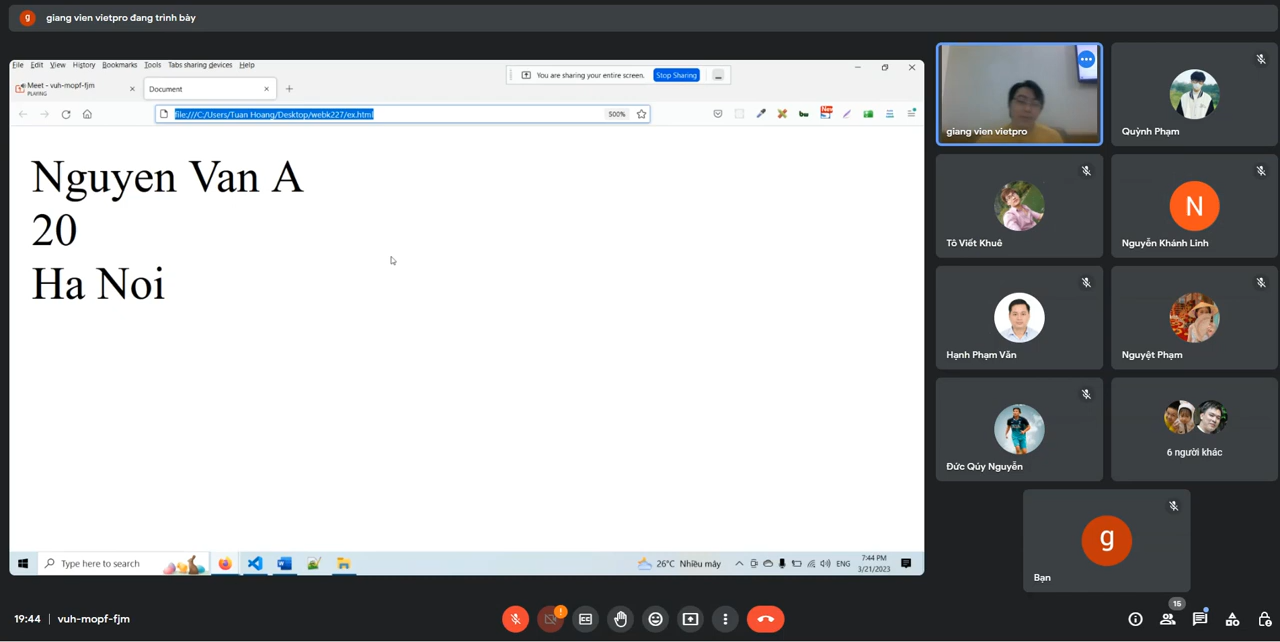 g giang vien vietpro đang trình bày
File Edit View History Bookmarks Tools Tabs sharing devices Help
Meet - vuh-mopf-fjm
PLAYING
Document
You are sharing your entire screen.
Stop Sharing
file:///C:/Users/Tuan Hoang/Desktop/webk227/ex.html
500%
New
Nguyen Van A
20
Ha Noi
Type here to search
26°C Nhiều mây
ENG
7:44 PM
3/21/2023
giang vien vietpro
Quỳnh Phạm
Tô Viết Khuê
N
Nguyễn Khánh Linh
Hạnh Phạm Văn
Nguyệt Phạm
Đức Qúy Nguyễn
6 người khác
g
Bạn
19:44 | vuh-mopf-fjm
15